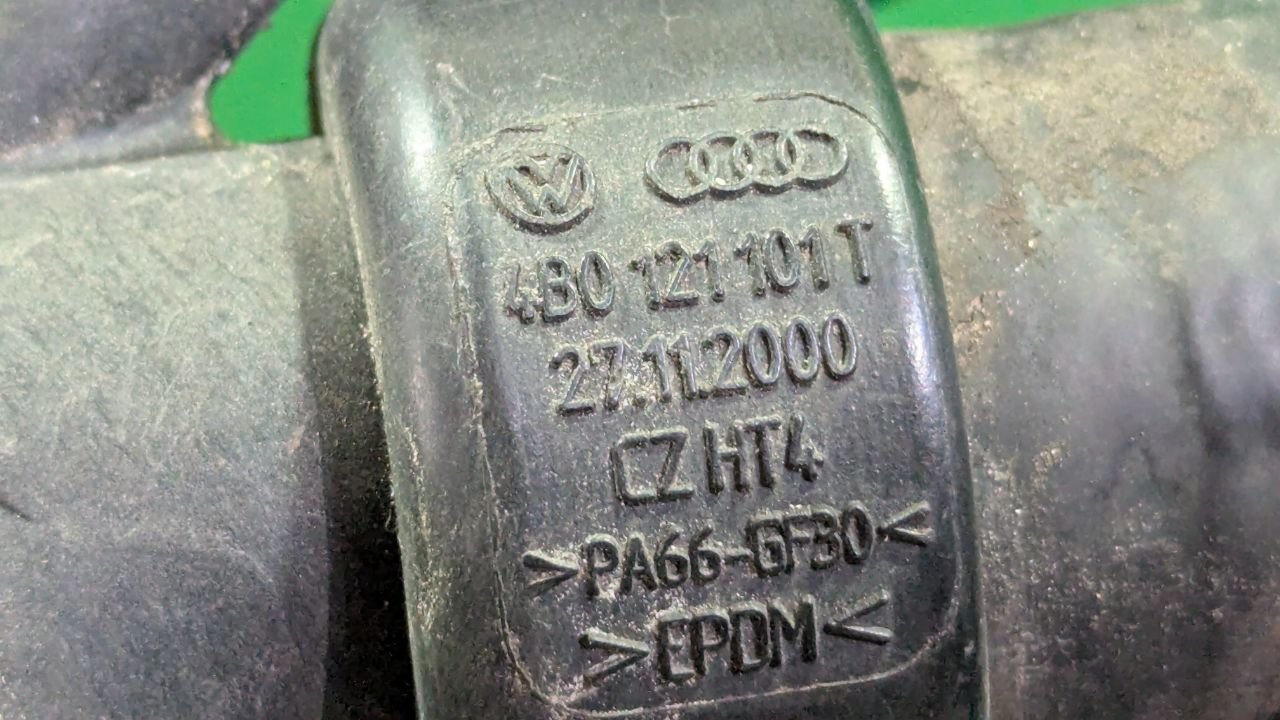 4B0 121 101 T
27.11.2000
CZ HT4
>PA66-GF30<
>EPDM<